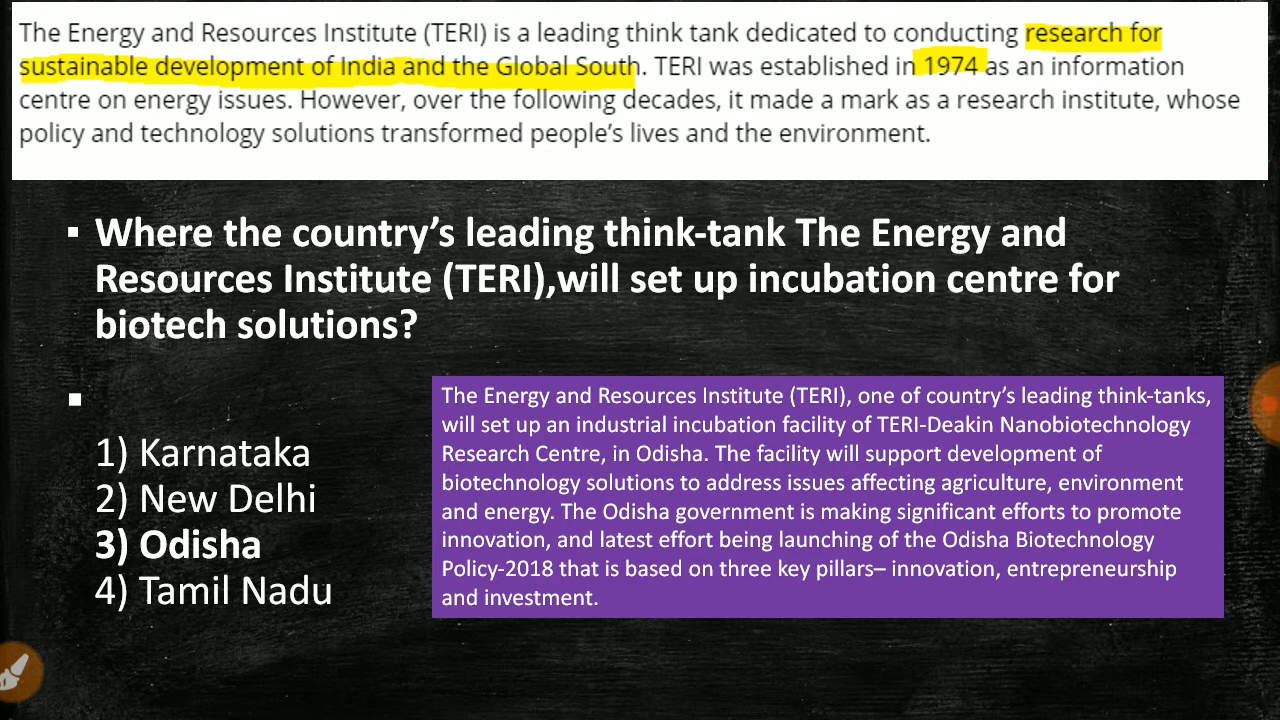 The Energy and Resources Institute (TERI) is a leading think tank dedicated to conducting research for
sustainable development of India and the Global South. TERI was established in 1974 as an information
centre on energy issues. However, over the following decades, it made a mark as a research institute, whose
policy and technology solutions transformed people's lives and the environment.
▪ Where the country's leading think-tank The Energy and
Resources Institute (TERI),will set up incubation centre for
biotech solutions?
1) Karnataka
2) New Delhi
3) Odisha
4) Tamil Nadu
The Energy and Resources Institute (TERI), one of country's leading think-tanks,
will set up an industrial incubation facility of TERI-Deakin Nanobiotechnology
Research Centre, in Odisha. The facility will support development of
biotechnology solutions to address issues affecting agriculture, environment
and energy. The Odisha government is making significant efforts to promote
innovation, and latest effort being launching of the Odisha Biotechnology
Policy-2018 that is based on three key pillars– innovation, entrepreneurship
and investment.